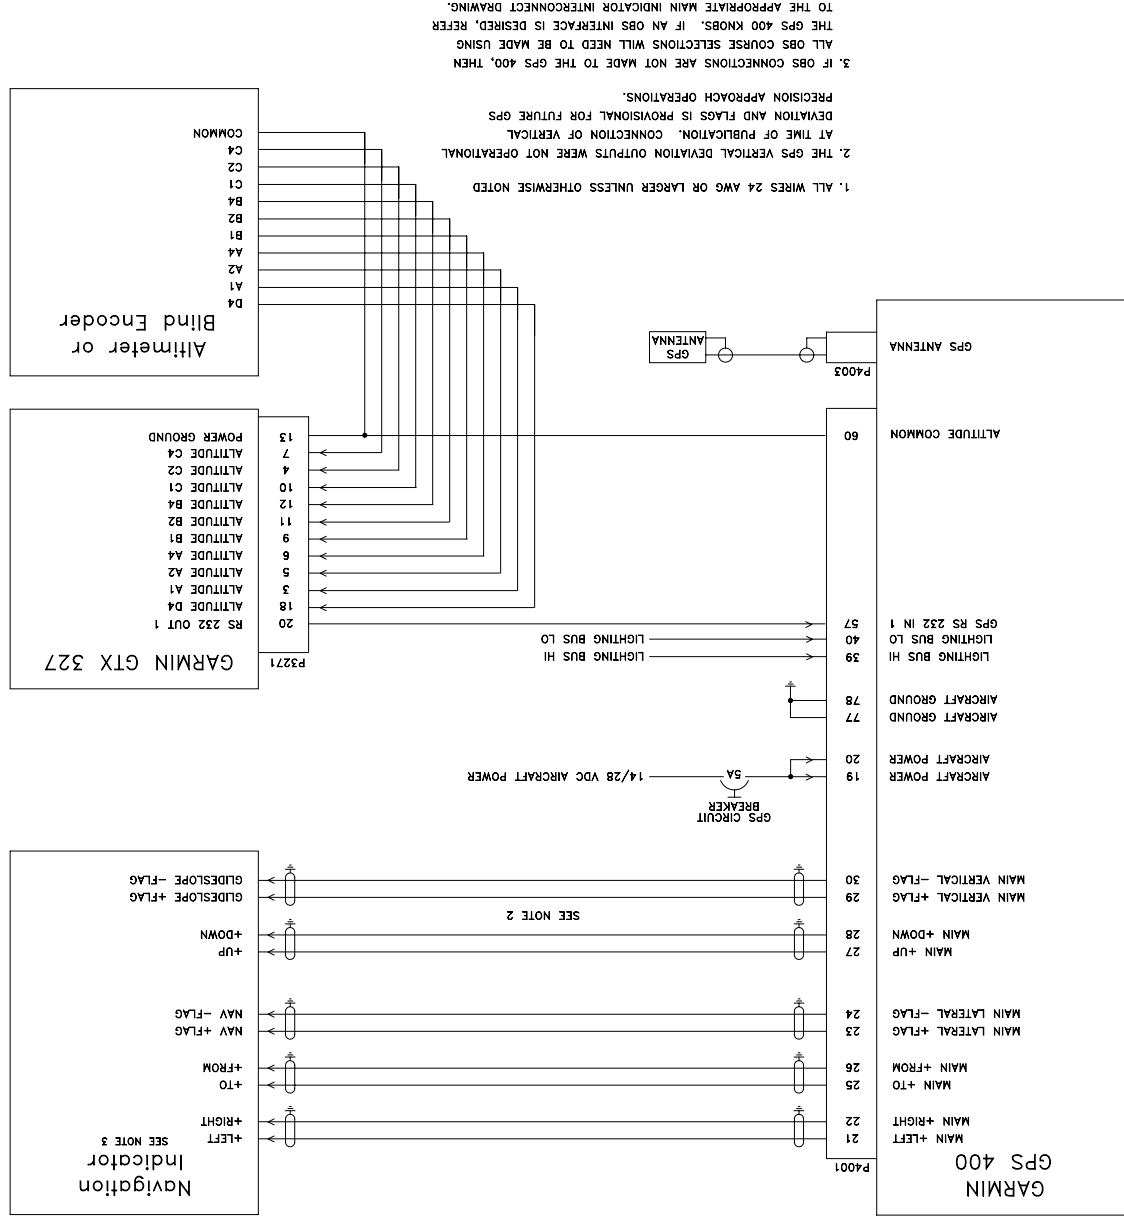 GARMIN
GPS 400
P4001
MAIN +LEFT 21
MAIN +RIGHT 22
MAIN +TO 25
MAIN +FROM 26
MAIN LATERAL +FLAG 23
MAIN LATERAL -FLAG 24
MAIN +UP 27
MAIN +DOWN 28
MAIN VERTICAL +FLAG 29
MAIN VERTICAL -FLAG 30
AIRCRAFT POWER 19
AIRCRAFT POWER 20
AIRCRAFT GROUND 77
AIRCRAFT GROUND 78
LIGHTING BUS HI 39
LIGHTING BUS LO 40
GPS RS 232 IN 1 57
ALTITUDE COMMON 60
P4003
GPS ANTENNA
GPS
ANTENNA
SEE NOTE 2
GPS CIRCUIT
BREAKER
5A
14/28 VDC AIRCRAFT POWER
LIGHTING BUS HI
LIGHTING BUS LO
Navigation
Indicator
SEE NOTE 3
+LEFT
+RIGHT
+TO
+FROM
NAV +FLAG
NAV -FLAG
+UP
+DOWN
GLIDESLOPE +FLAG
GLIDESLOPE -FLAG
P3271
GARMIN GTX 327
20 RS 232 OUT 1
18 ALTITUDE D4
3 ALTITUDE A1
5 ALTITUDE A2
6 ALTITUDE A4
9 ALTITUDE B1
11 ALTITUDE B2
12 ALTITUDE B4
10 ALTITUDE C1
4 ALTITUDE C2
7 ALTITUDE C4
13 POWER GROUND
Altimeter or
Blind Encoder
D4
A1
A2
A4
B1
B2
B4
C1
C2
C4
COMMON
1. ALL WIRES 24 AWG OR LARGER UNLESS OTHERWISE NOTED
2. THE GPS VERTICAL DEVIATION OUTPUTS WERE NOT OPERATIONAL
AT TIME OF PUBLICATION. CONNECTION OF VERTICAL
DEVIATION AND FLAGS IS PROVISIONAL FOR FUTURE GPS
PRECISION APPROACH OPERATIONS.
3. IF OBS CONNECTIONS ARE NOT MADE TO THE GPS 400, THEN
ALL OBS COURSE SELECTIONS WILL NEED TO BE MADE USING
THE GPS 400 KNOBS. IF AN OBS INTERFACE IS DESIRED, REFER
TO THE APPROPRIATE MAIN INDICATOR INTERCONNECT DRAWING.